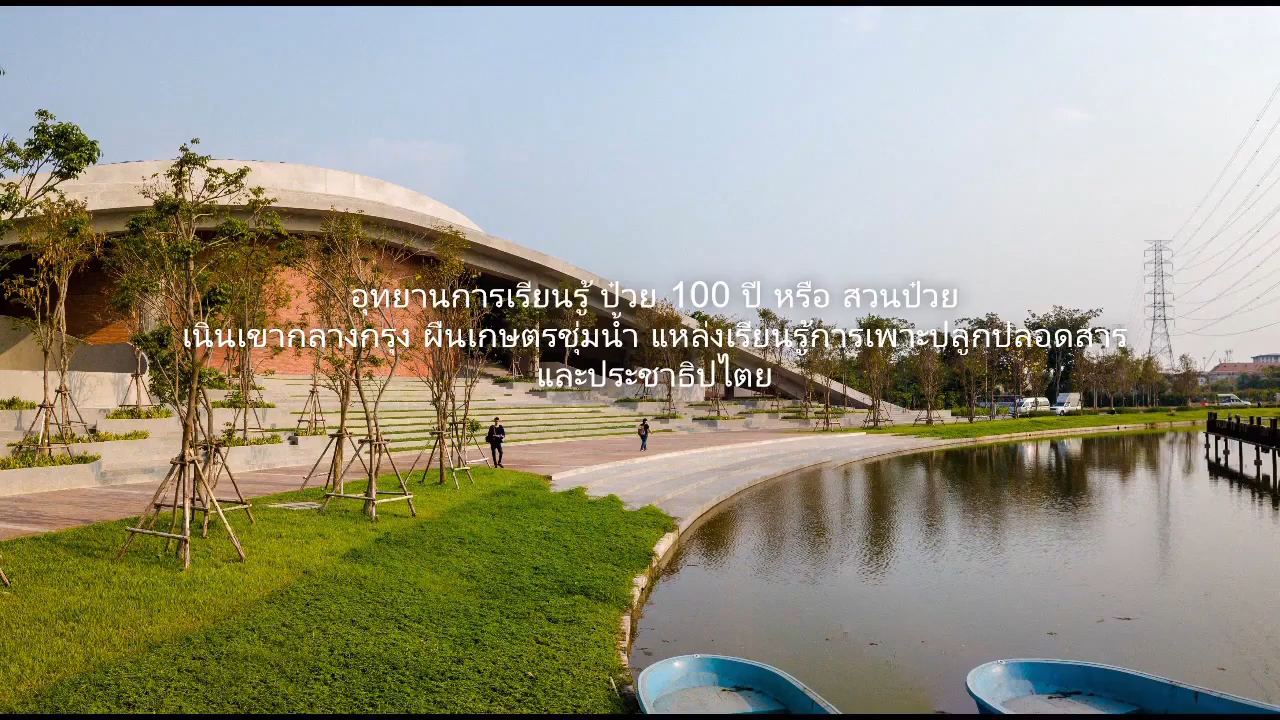 อุทยานการเรียนรู้ ป๋วย 100 ปี หรือ สวนป๋วย
เนินเขากลางกรุง ผืนเกษตรชุ่มน้ำ แหล่งเรียนรู้การเพาะปลูกปลอดสาร
และประชาธิปไตย